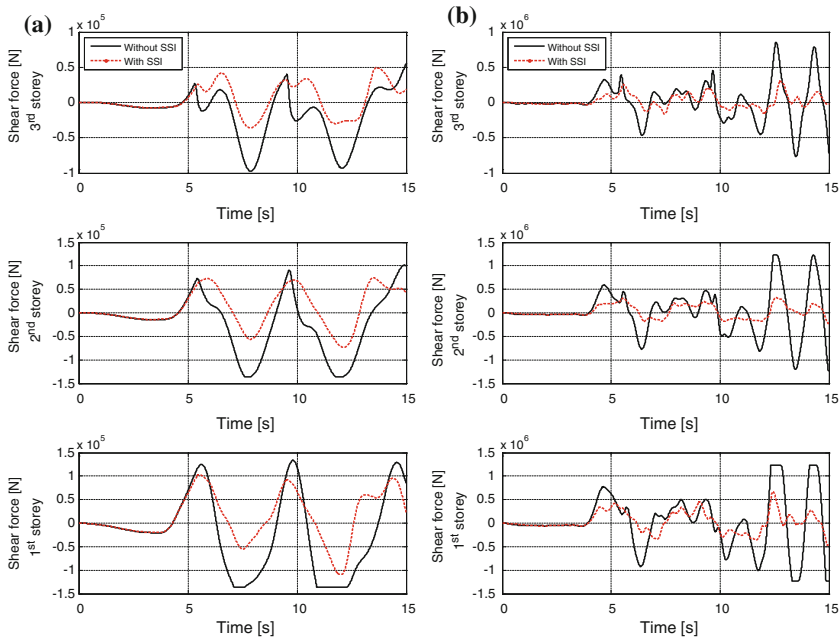 (a)
x 10^5
Without SSI
With SSI
Shear force [N]
3rd storey
1
0.5
0
-0.5
-1
0
5
10
15
Time [s]
x 10^5
Shear force [N]
2nd storey
1.5
1
0.5
0
-0.5
-1
-1.5
0
5
10
15
Time [s]
x 10^5
Shear force [N]
1st storey
1.5
1
0.5
0
-0.5
-1
-1.5
0
5
10
15
Time [s]
(b)
x 10^6
Without SSI
With SSI
Shear force [N]
3rd storey
1
0.5
0
-0.5
-1
0
5
10
15
Time [s]
x 10^6
Shear force [N]
2nd storey
1.5
1
0.5
0
-0.5
-1
-1.5
0
5
10
15
Time [s]
x 10^6
Shear force [N]
1st storey
1.5
1
0.5
0
-0.5
-1
-1.5
0
5
10
15
Time [s]